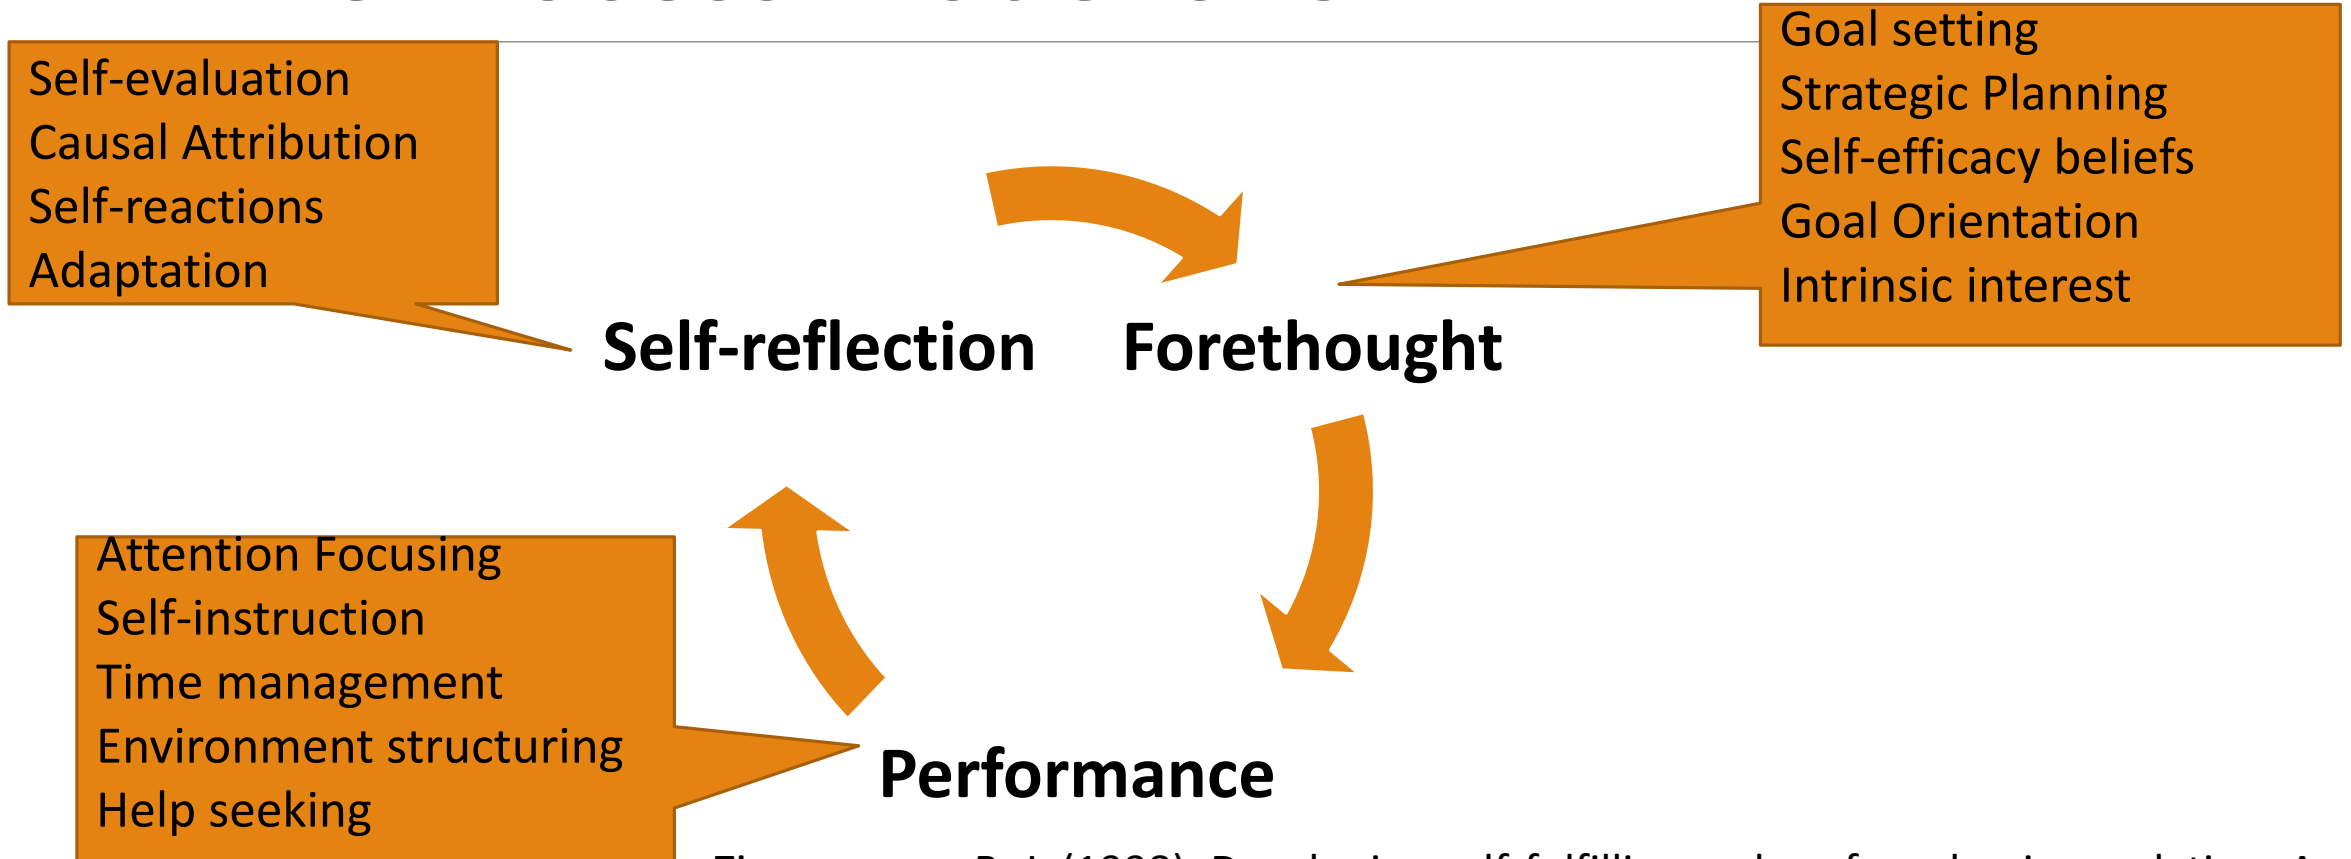 Self-evaluation
Causal Attribution
Self-reactions
Adaptation
Goal setting
Strategic Planning
Self-efficacy beliefs
Goal Orientation
Intrinsic interest
Self-reflection
Forethought
Attention Focusing
Self-instruction
Time management
Environment structuring
Help seeking
Performance